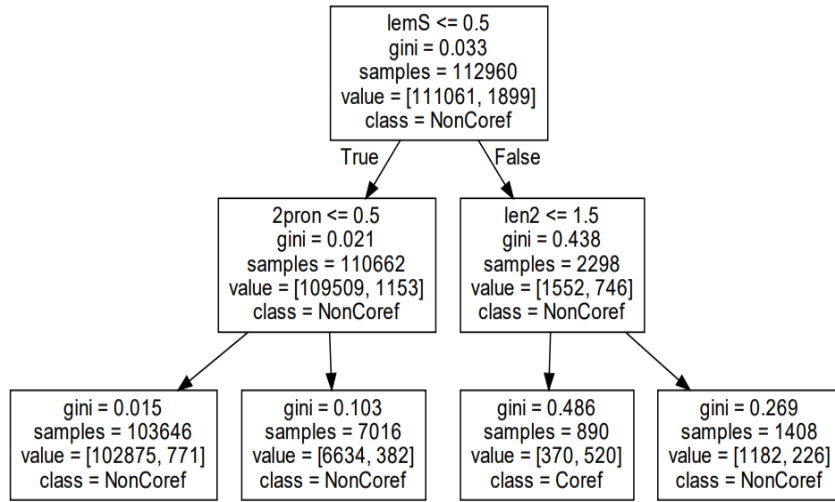 lemS <= 0.5
gini = 0.033
samples = 112960
value = [111061, 1899]
class = NonCoref
True
False
2pron <= 0.5
gini = 0.021
samples = 110662
value = [109509, 1153]
class = NonCoref
len2 <= 1.5
gini = 0.438
samples = 2298
value = [1552, 746]
class = NonCoref
gini = 0.015
samples = 103646
value = [102875, 771]
class = NonCoref
gini = 0.103
samples = 7016
value = [6634, 382]
class = NonCoref
gini = 0.486
samples = 890
value = [370, 520]
class = Coref
gini = 0.269
samples = 1408
value = [1182, 226]
class = NonCoref